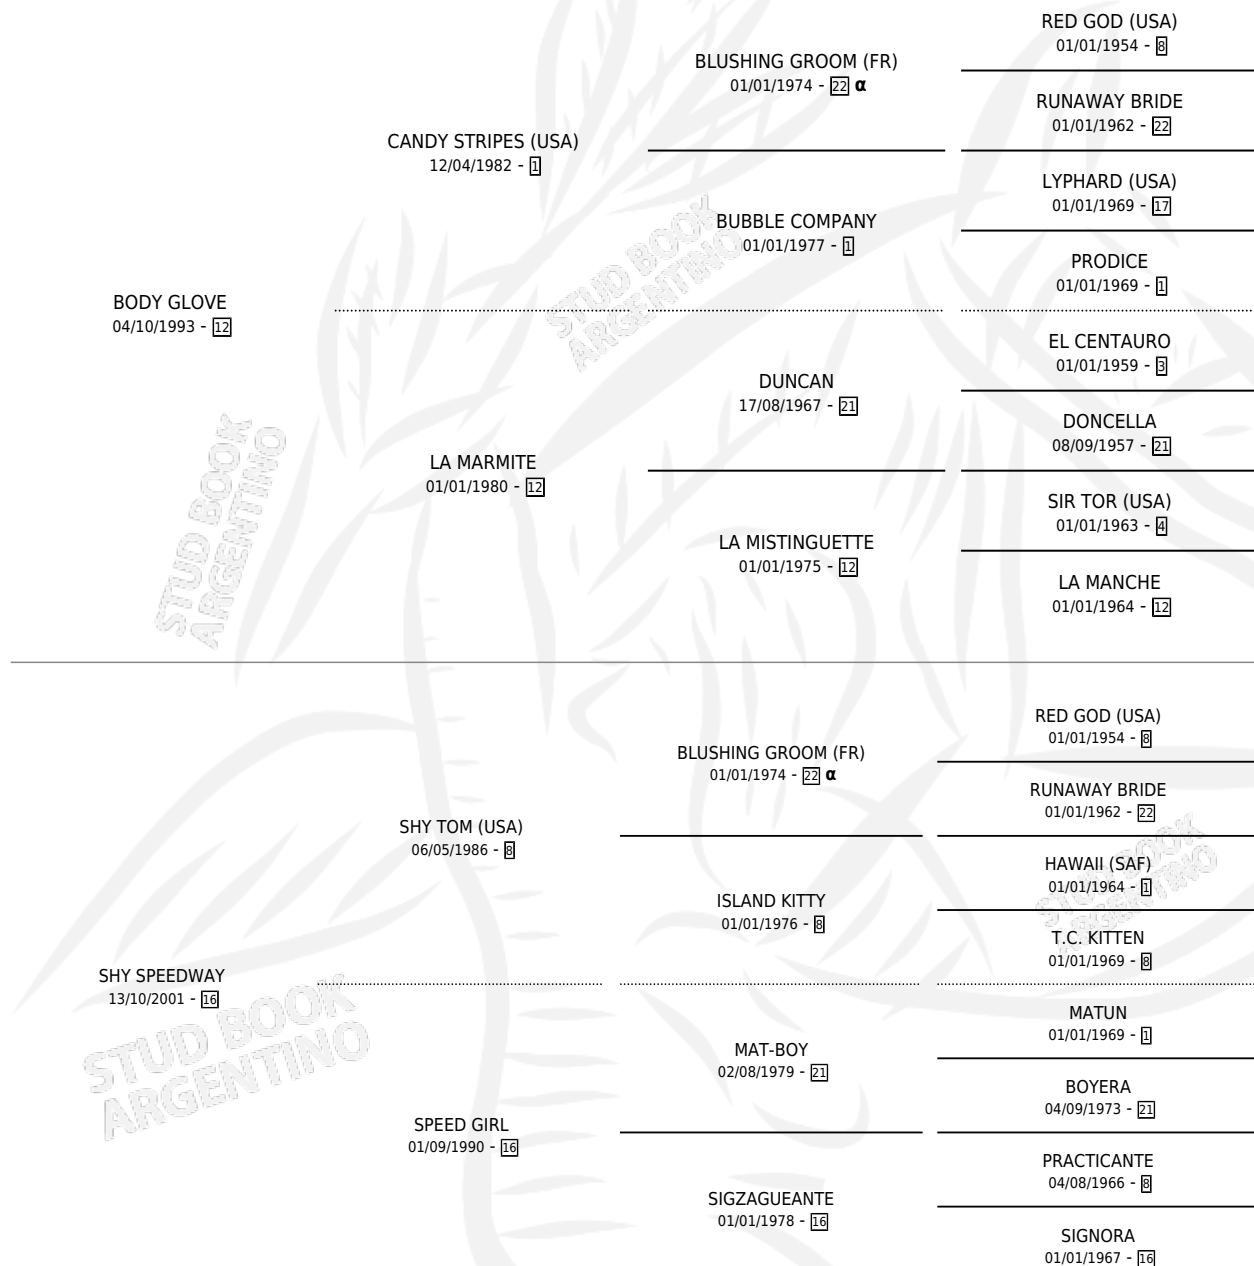 RED GOD (USA)
01/01/1954 - 8
BLUSHING GROOM (FR)
01/01/1974 - 22 α
RUNAWAY BRIDE
01/01/1962 - 22
CANDY STRIPES (USA)
12/04/1982 - 1
LYPHARD (USA)
01/01/1969 - 17
BUBBLE COMPANY
01/01/1977 - 1
PRODICE
01/01/1969 - 1
BODY GLOVE
04/10/1993 - 12
EL CENTAURO
01/01/1959 - 3
DUNCAN
17/08/1967 - 21
DONCELLA
08/09/1957 - 21
LA MARMITE
01/01/1980 - 12
SIR TOR (USA)
01/01/1963 - 4
LA MISTINGUETTE
01/01/1975 - 12
LA MANCHE
01/01/1964 - 12
STUD BOOK
ARGENTINO
STUD BOOK
ARGENTINO
RED GOD (USA)
01/01/1954 - 8
BLUSHING GROOM (FR)
01/01/1974 - 22 α
RUNAWAY BRIDE
01/01/1962 - 22
SHY TOM (USA)
06/05/1986 - 8
HAWAII (SAF)
01/01/1964 - 1
ISLAND KITTY
01/01/1976 - 8
T.C. KITTEN
01/01/1969 - 8
SHY SPEEDWAY
13/10/2001 - 16
MATUN
01/01/1969 - 1
MAT-BOY
02/08/1979 - 21
BOYERA
04/09/1973 - 21
SPEED GIRL
01/09/1990 - 16
PRACTICANTE
04/08/1966 - 8
SIGZAGUEANTE
01/01/1978 - 16
SIGNORA
01/01/1967 - 16
STUD BOOK
ARGENTINO
STUD BOOK
ARGENTINO